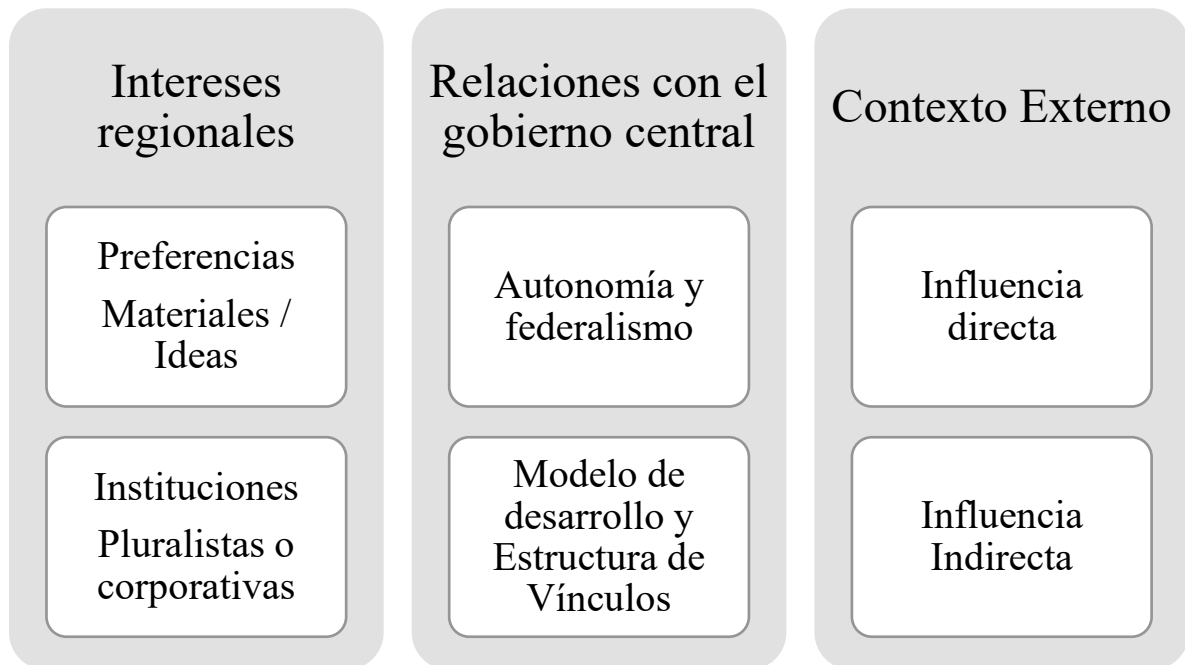 Intereses
regionales
Preferencias
Materiales /
Ideas
Instituciones
Pluralistas o
corporativas
Relaciones con el
gobierno central
Autonomía y
federalismo
Modelo de
desarrollo y
Estructura de
Vínculos
Contexto Externo
Influencia
directa
Influencia
Indirecta